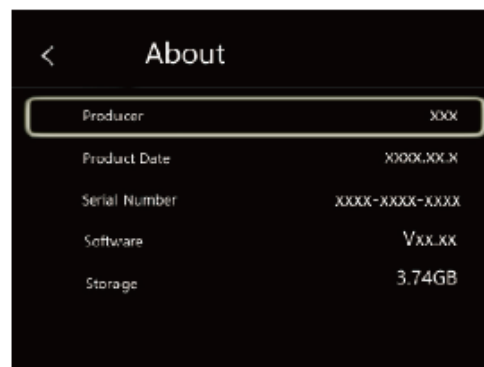 < About
Producer xxx
Product Date xxxx.xx.x
Serial Number xxxx-xxxx-xxxx
Software Vxx.xx
Storage 3.74GB